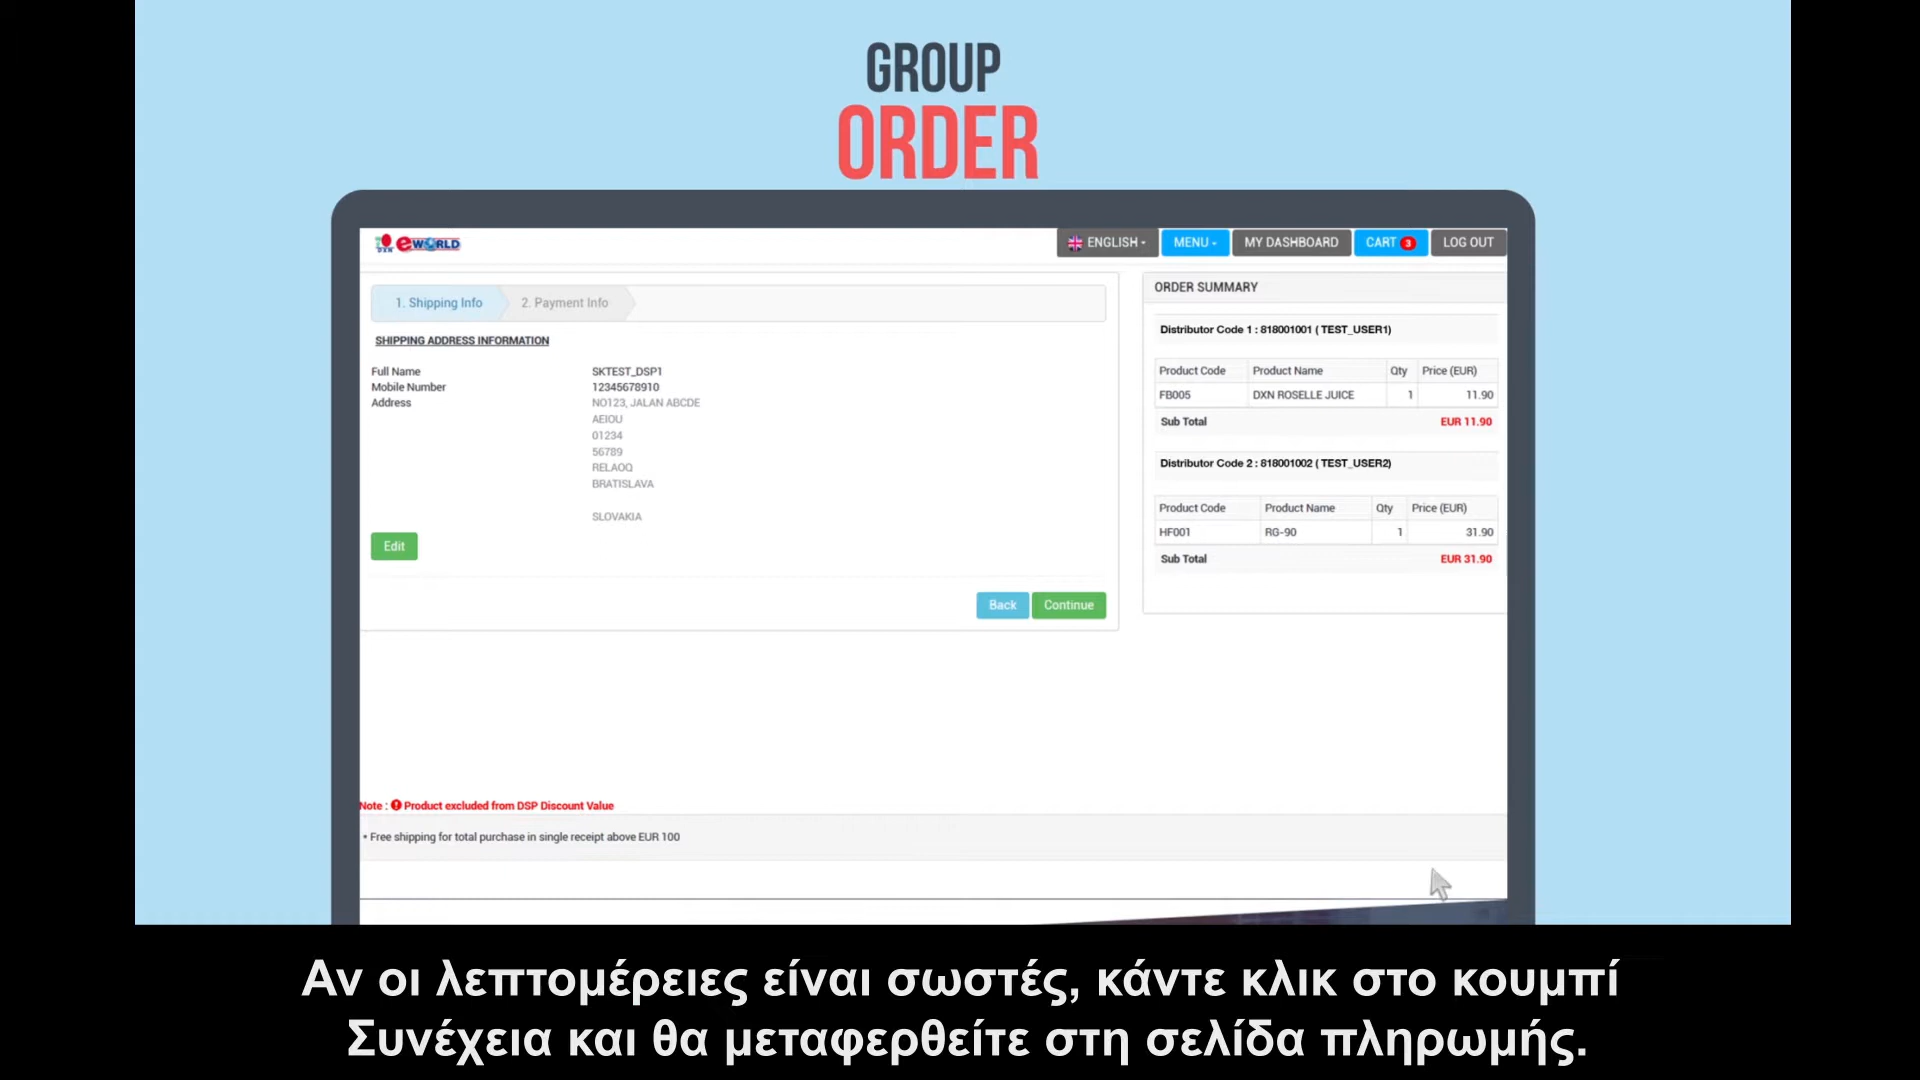 GROUP
ORDER
DXN eWORLD
ENGLISH
MENU
MY DASHBOARD
CART 3
LOG OUT
1. Shipping Info
2. Payment Info
SHIPPING ADDRESS INFORMATION
Full Name SKTEST_DSP1
Mobile Number 12345678910
Address NO123, JALAN ABCDE
AEIOU
01234
56789
RELAOQ
BRATISLAVA
SLOVAKIA
Edit
Back
Continue
ORDER SUMMARY
Distributor Code 1 : 818001001 ( TEST_USER1)
Product Code Product Name Qty Price (EUR)
FB005 DXN ROSELLE JUICE 1 11.90
Sub Total EUR 11.90
Distributor Code 2 : 818001002 ( TEST_USER2)
Product Code Product Name Qty Price (EUR)
HF001 RG-90 1 31.90
Sub Total EUR 31.90
Note : Product excluded from DSP Discount Value
• Free shipping for total purchase in single receipt above EUR 100
Αν οι λεπτομέρειες είναι σωστές, κάντε κλικ στο κουμπί
Συνέχεια και θα μεταφερθείτε στη σελίδα πληρωμής.